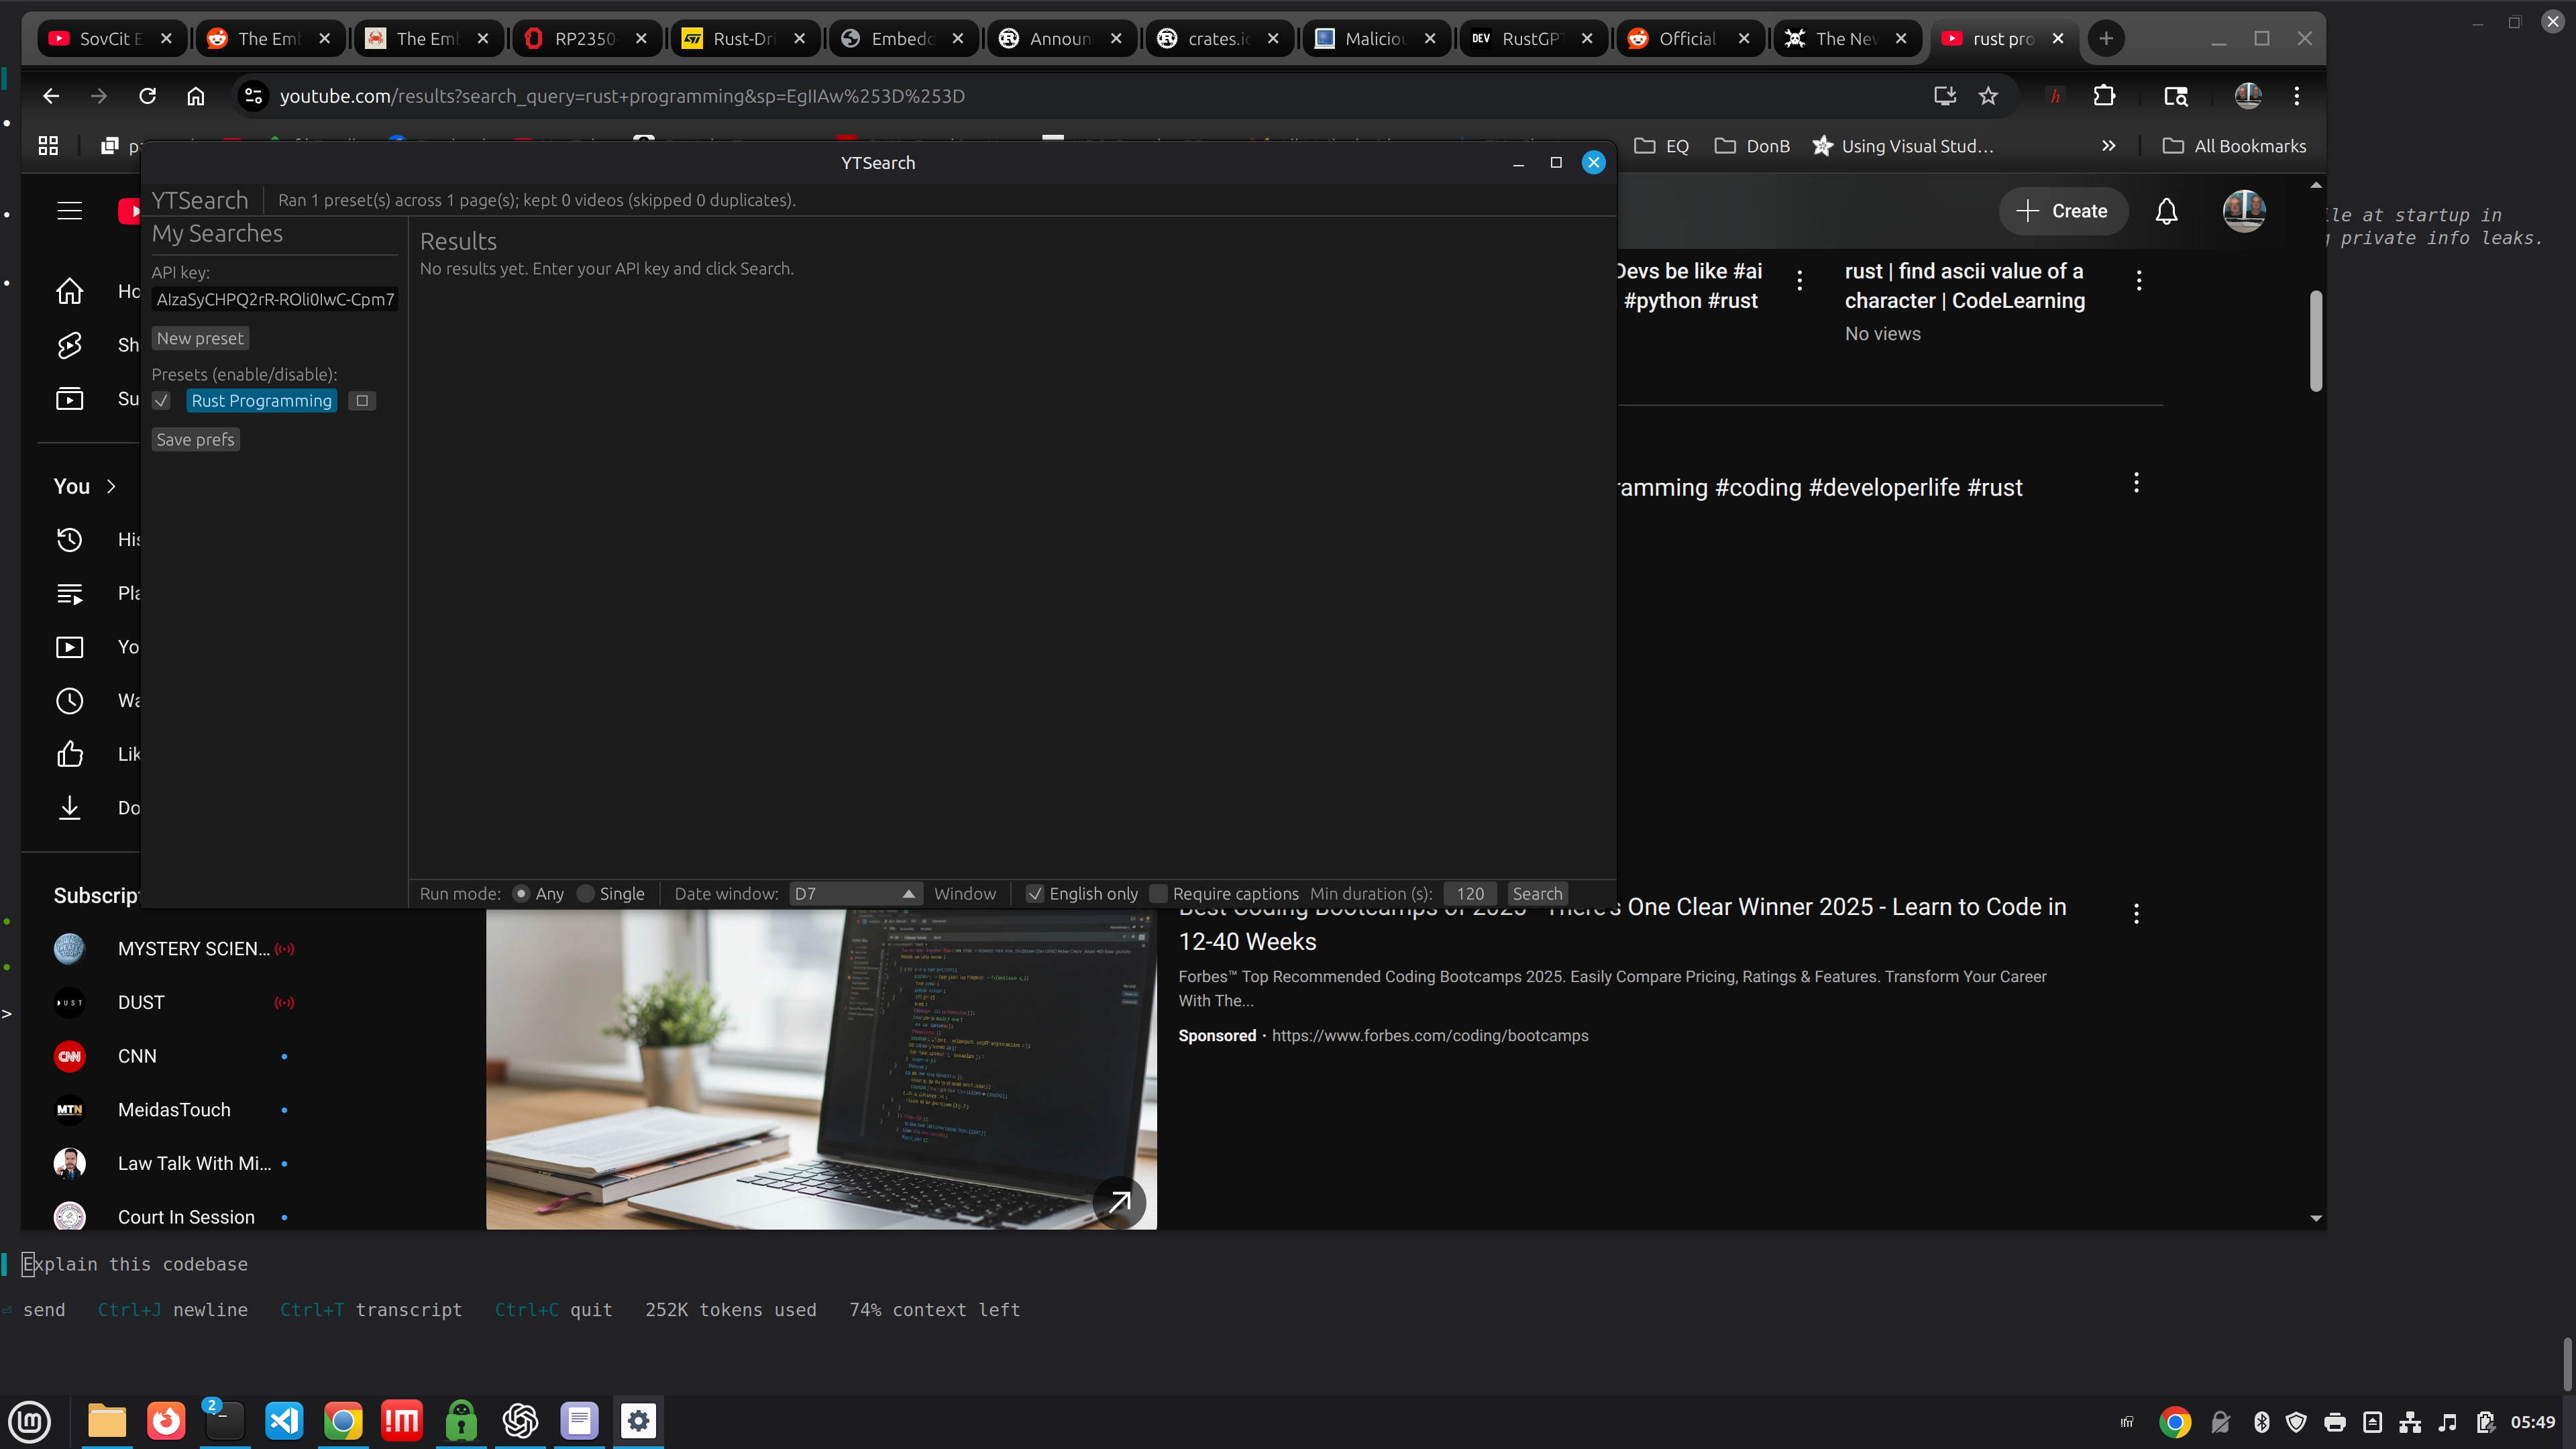 SovCit E
The Emb
The Emb
RP2350-
Rust-Dri
Embedd
Announ
crates.io
Maliciou
DEV RustGPT
Official
The Nev
rust pro
youtube.com/results?search_query=rust+programming&sp=EgIIAw%253D%253D
EQ
DonB
Using Visual Stud…
All Bookmarks
YTSearch
YTSearch
Ran 1 preset(s) across 1 page(s); kept 0 videos (skipped 0 duplicates).
My Searches
API key:
AIzaSyCHPQ2rR-ROli0IwC-Cpm7
New preset
Presets (enable/disable):
Rust Programming
Save prefs
Results
No results yet. Enter your API key and click Search.
Run mode: Any Single Date window: D7 Window English only Require captions Min duration (s): 120 Search
Create
ile at startup in
private info leaks.
Devs be like #ai
#python #rust
rust | find ascii value of a
character | CodeLearning
No views
ramming #coding #developerlife #rust
Ho
Sh
Su
You
His
Pla
Yo
Wa
Lik
Do
Subscrip
MYSTERY SCIEN...
DUST
CNN
MeidasTouch
Law Talk With Mi...
Court In Session
Best Coding Bootcamps of 2025 - There's One Clear Winner 2025 - Learn to Code in
12-40 Weeks
Forbes™ Top Recommended Coding Bootcamps 2025. Easily Compare Pricing, Ratings & Features. Transform Your Career
With The...
Sponsored · https://www.forbes.com/coding/bootcamps
>
Explain this codebase
⏎ send Ctrl+J newline Ctrl+T transcript Ctrl+C quit 252K tokens used 74% context left
2
05:49